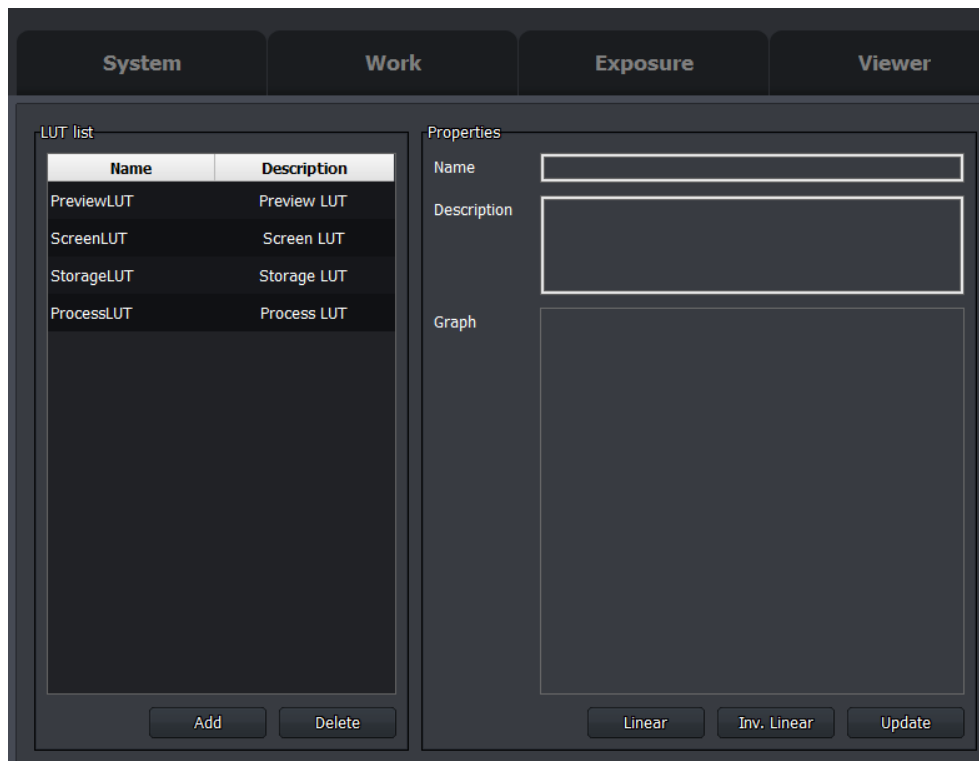 System Work Exposure Viewer
LUT list
Name Description
PreviewLUT Preview LUT
ScreenLUT Screen LUT
StorageLUT Storage LUT
ProcessLUT Process LUT
Add Delete
Properties
Name
Description
Graph
Linear Inv. Linear Update